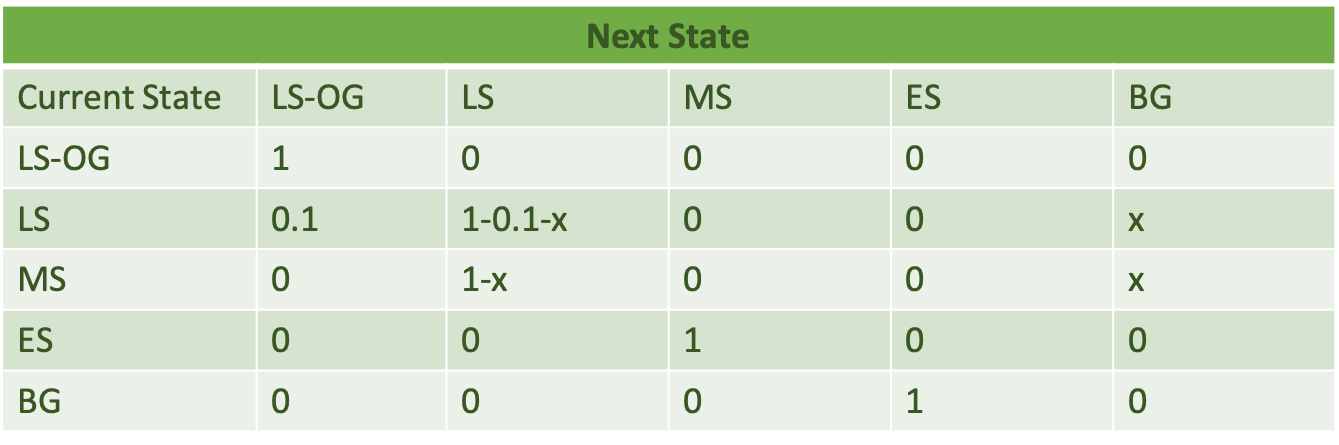 Next State
Current State LS-OG LS MS ES BG
LS-OG 1 0 0 0 0
LS 0.1 1-0.1-x 0 0 x
MS 0 1-x 0 0 x
ES 0 0 1 0 0
BG 0 0 0 1 0